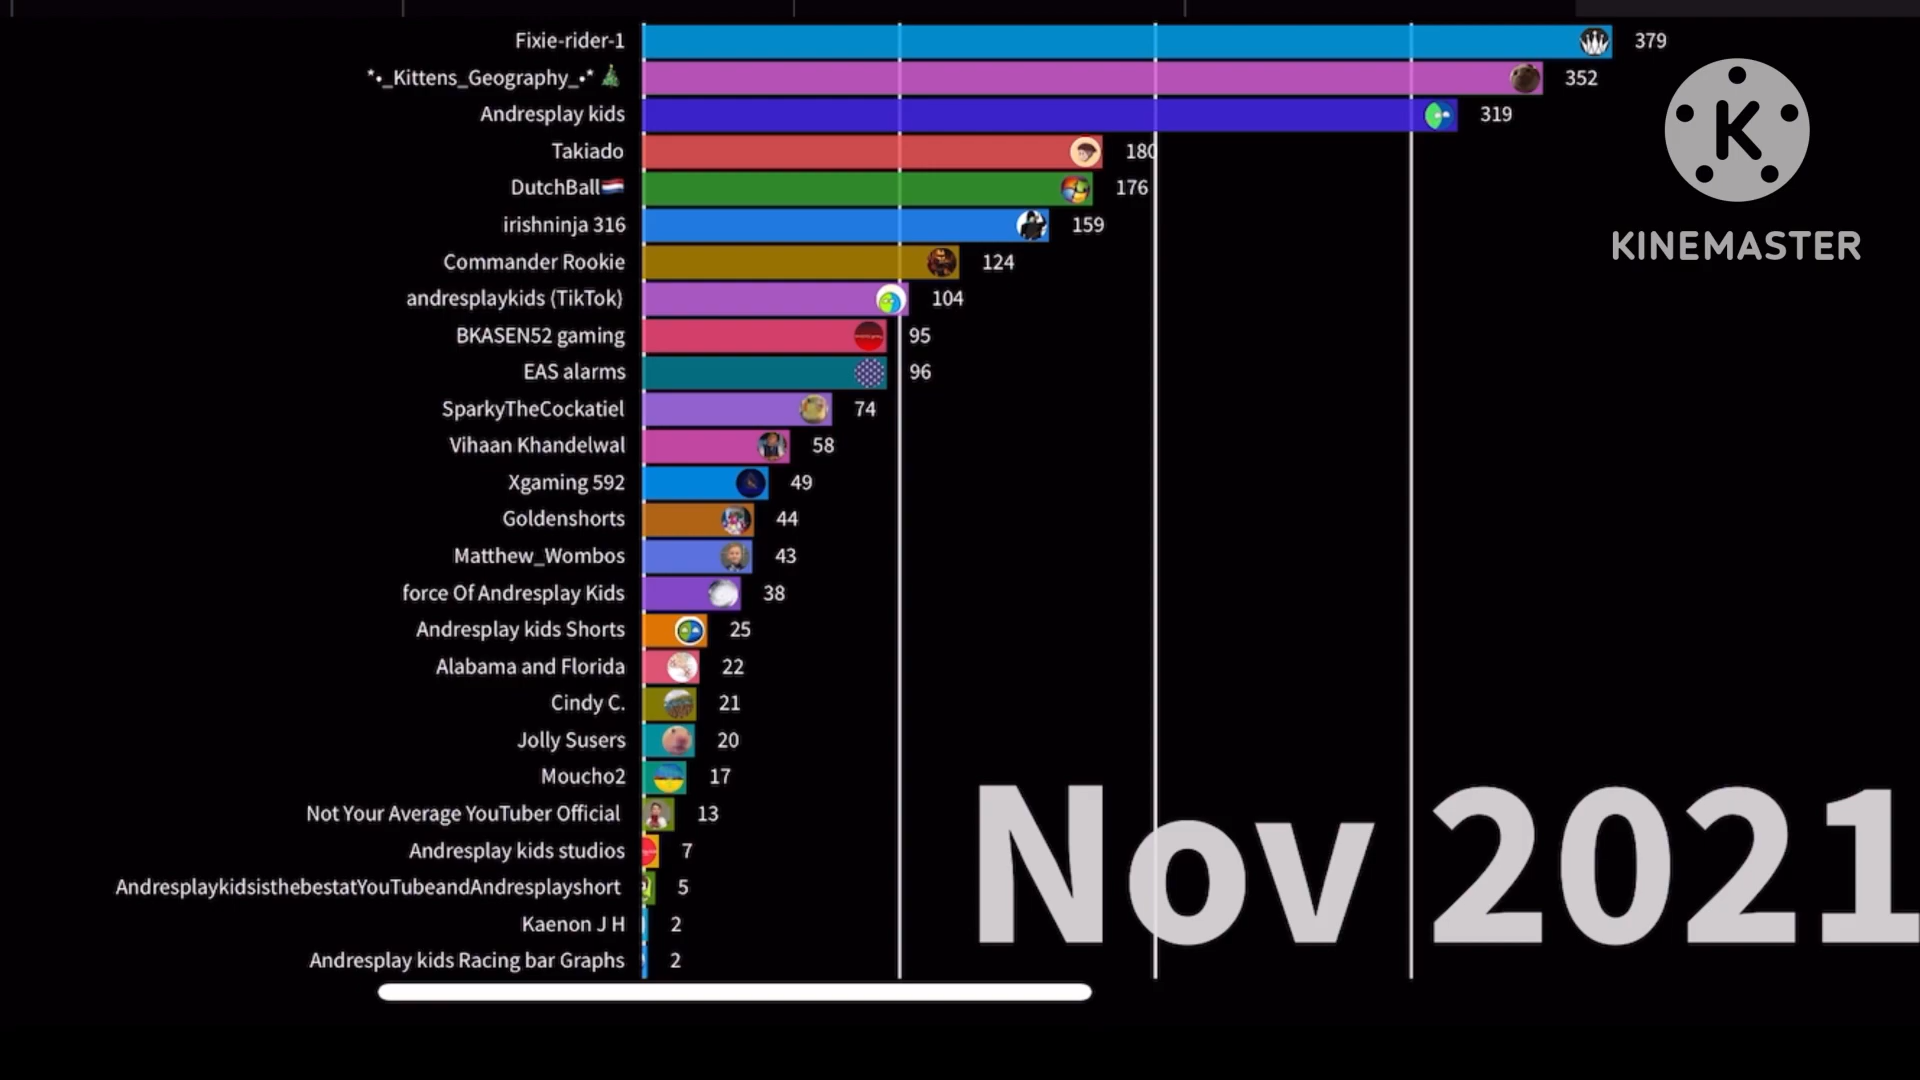 Fixie-rider-1 379
*•_Kittens_Geography_•* 🎄 352
Andresplay kids 319
Takiado 180
DutchBall🇳🇱 176
irishninja 316 159
Commander Rookie 124
andresplaykids (TikTok) 104
BKASEN52 gaming 95
EAS alarms 96
SparkyTheCockatiel 74
Vihaan Khandelwal 58
Xgaming 592 49
Goldenshorts 44
Matthew_Wombos 43
force Of Andresplay Kids 38
Andresplay kids Shorts 25
Alabama and Florida 22
Cindy C. 21
Jolly Susers 20
Moucho2 17
Not Your Average YouTuber Official 13
Andresplay kids studios 7
AndresplaykidsisthebestatYouTubeandAndresplayshort 5
Kaenon J H 2
Andresplay kids Racing bar Graphs 2
K
KINEMASTER
Nov 2021